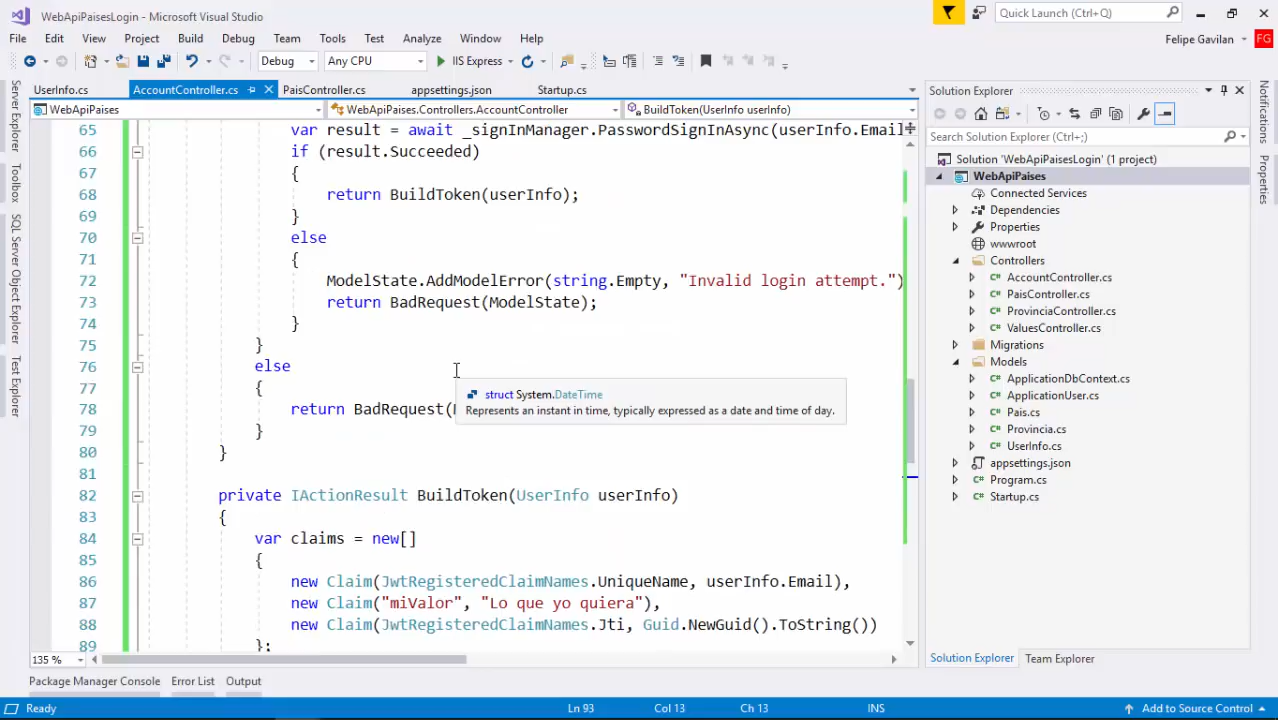 WebApiPaisesLogin - Microsoft Visual Studio
Quick Launch (Ctrl+Q)
File Edit View Project Build Debug Team Tools Test Analyze Window Help
Felipe Gavilan FG
Debug Any CPU IIS Express
UserInfo.cs AccountController.cs PaisController.cs appsettings.json Startup.cs
WebApiPaises WebApiPaises.Controllers.AccountController BuildToken(UserInfo userInfo)
65 var result = await _signInManager.PasswordSignInAsync(userInfo.Email
66 if (result.Succeeded)
67 {
68 return BuildToken(userInfo);
69 }
70 else
71 {
72 ModelState.AddModelError(string.Empty, "Invalid login attempt.")
73 return BadRequest(ModelState);
74 }
75 }
76 else
77 {
78 return BadRequest(
79 }
80 }
81
82 private IActionResult BuildToken(UserInfo userInfo)
83 {
84 var claims = new[]
85 {
86 new Claim(JwtRegisteredClaimNames.UniqueName, userInfo.Email),
87 new Claim("miValor", "Lo que yo quiera"),
88 new Claim(JwtRegisteredClaimNames.Jti, Guid.NewGuid().ToString())
89 };
struct System.DateTime
Represents an instant in time, typically expressed as a date and time of day.
135 %
Package Manager Console Error List Output
Server Explorer
Toolbox
SQL Server Object Explorer
Test Explorer
Solution Explorer
Search Solution Explorer (Ctrl+;)
Solution 'WebApiPaisesLogin' (1 project)
WebApiPaises
Connected Services
Dependencies
Properties
wwwroot
Controllers
AccountController.cs
PaisController.cs
ProvinciaController.cs
ValuesController.cs
Migrations
Models
ApplicationDbContext.cs
ApplicationUser.cs
Pais.cs
Provincia.cs
UserInfo.cs
appsettings.json
Program.cs
Startup.cs
Solution Explorer Team Explorer
Notifications
Properties
Ready Ln 93 Col 13 Ch 13 INS Add to Source Control